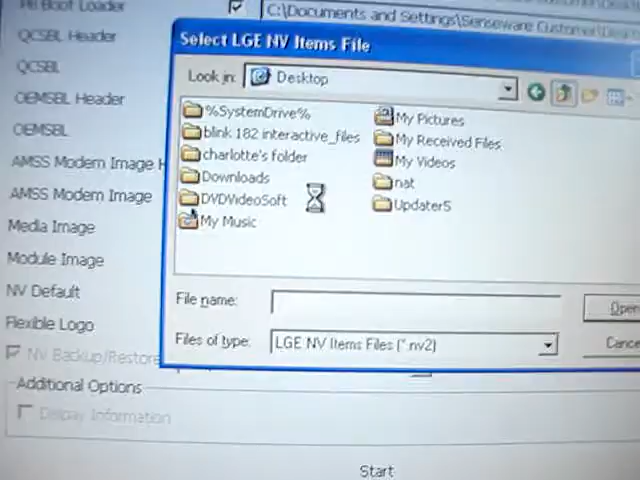 Boot Loader
C:\Documents and Settings\Senseware Customer\Desk
QCSBL Header
QCSBL
OEMSBL Header
OEMSBL
AMSS Modem Image H
AMSS Modem Image
Media Image
Module Image
NV Default
Flexible Logo
NV Backup/Restore
Additional Options
Display Information
Start
Select LGE NV Items File
Look in: Desktop
%SystemDrive%
blink 182 interactive_files
charlotte's folder
Downloads
DVDVideoSoft
My Music
My Pictures
My Received Files
My Videos
nat
Updater5
File name:
Open
Files of type: LGE NV Items Files (*.nv2)
Cance